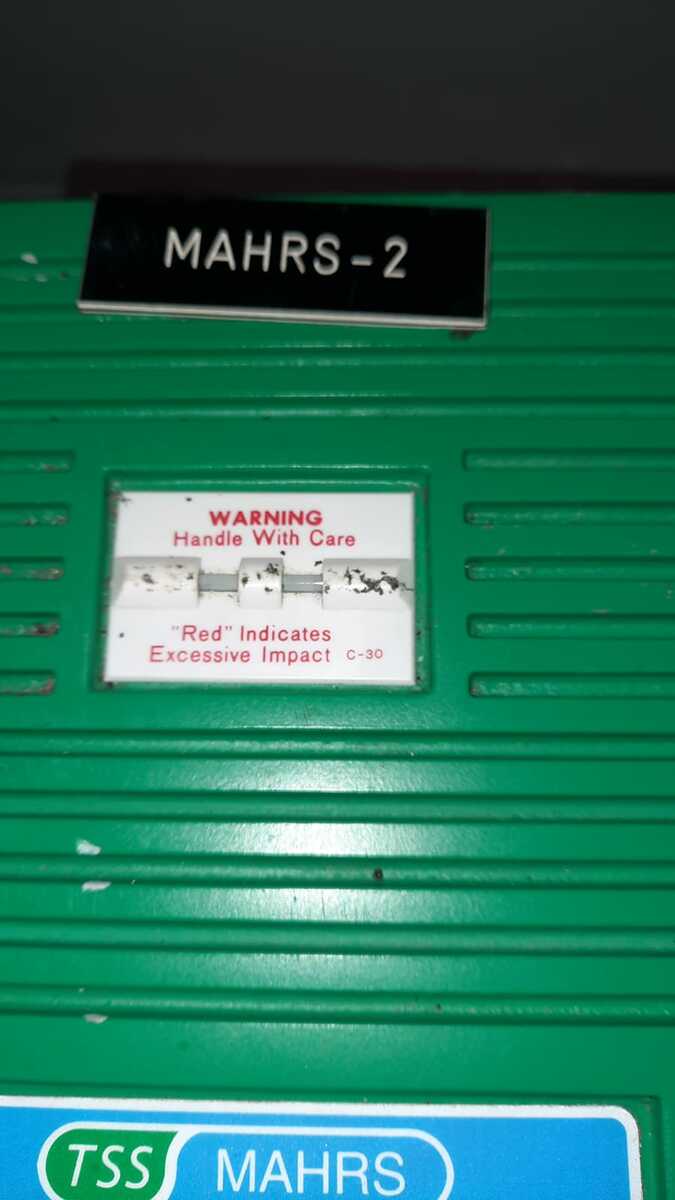 MAHRS-2
WARNING
Handle With Care
"Red" Indicates
Excessive Impact C-30
TSS MAHRS